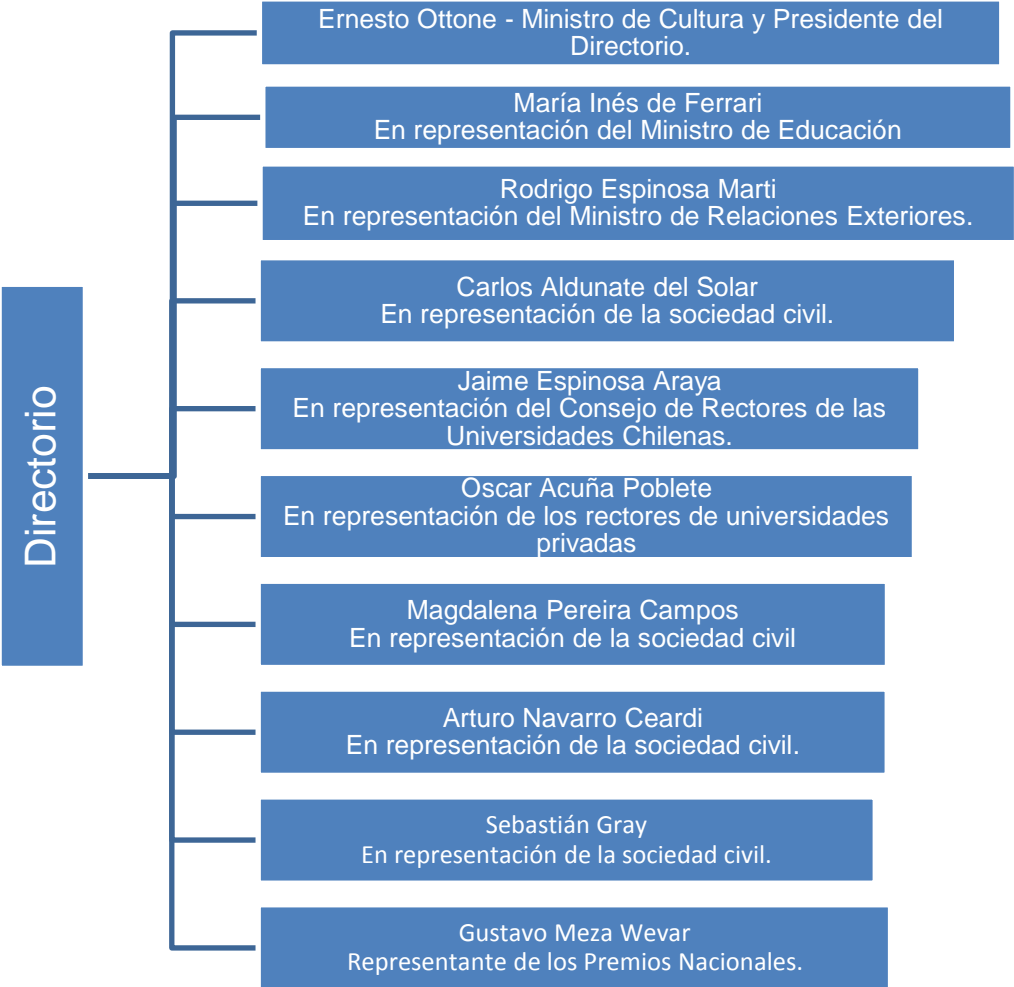 Directorio
Ernesto Ottone - Ministro de Cultura y Presidente del
Directorio.
María Inés de Ferrari
En representación del Ministro de Educación
Rodrigo Espinosa Marti
En representación del Ministro de Relaciones Exteriores.
Carlos Aldunate del Solar
En representación de la sociedad civil.
Jaime Espinosa Araya
En representación del Consejo de Rectores de las
Universidades Chilenas.
Oscar Acuña Poblete
En representación de los rectores de universidades
privadas
Magdalena Pereira Campos
En representación de la sociedad civil
Arturo Navarro Ceardi
En representación de la sociedad civil.
Sebastián Gray
En representación de la sociedad civil.
Gustavo Meza Wevar
Representante de los Premios Nacionales.